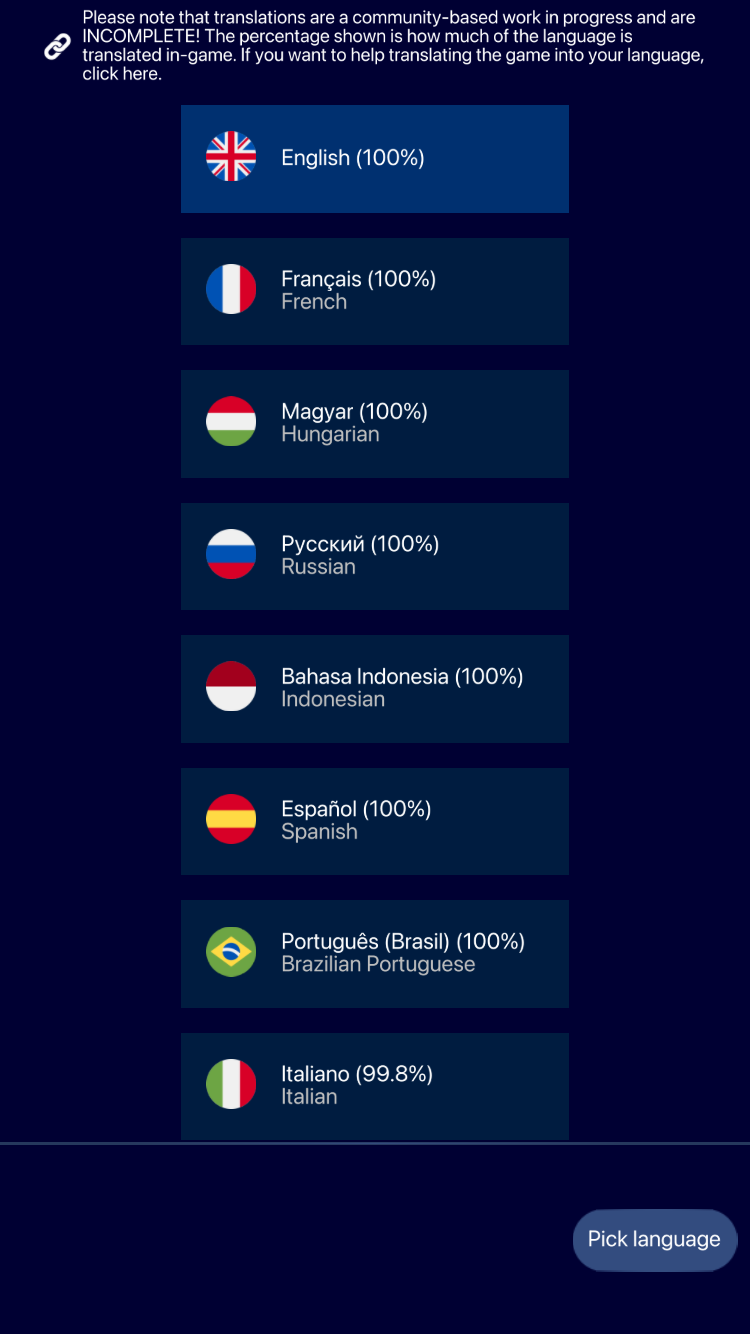 Please note that translations are a community-based work in progress and are
INCOMPLETE! The percentage shown is how much of the language is
translated in-game. If you want to help translating the game into your language,
click here.
English (100%)
Français (100%)
French
Magyar (100%)
Hungarian
Русский (100%)
Russian
Bahasa Indonesia (100%)
Indonesian
Español (100%)
Spanish
Português (Brasil) (100%)
Brazilian Portuguese
Italiano (99.8%)
Italian
Pick language